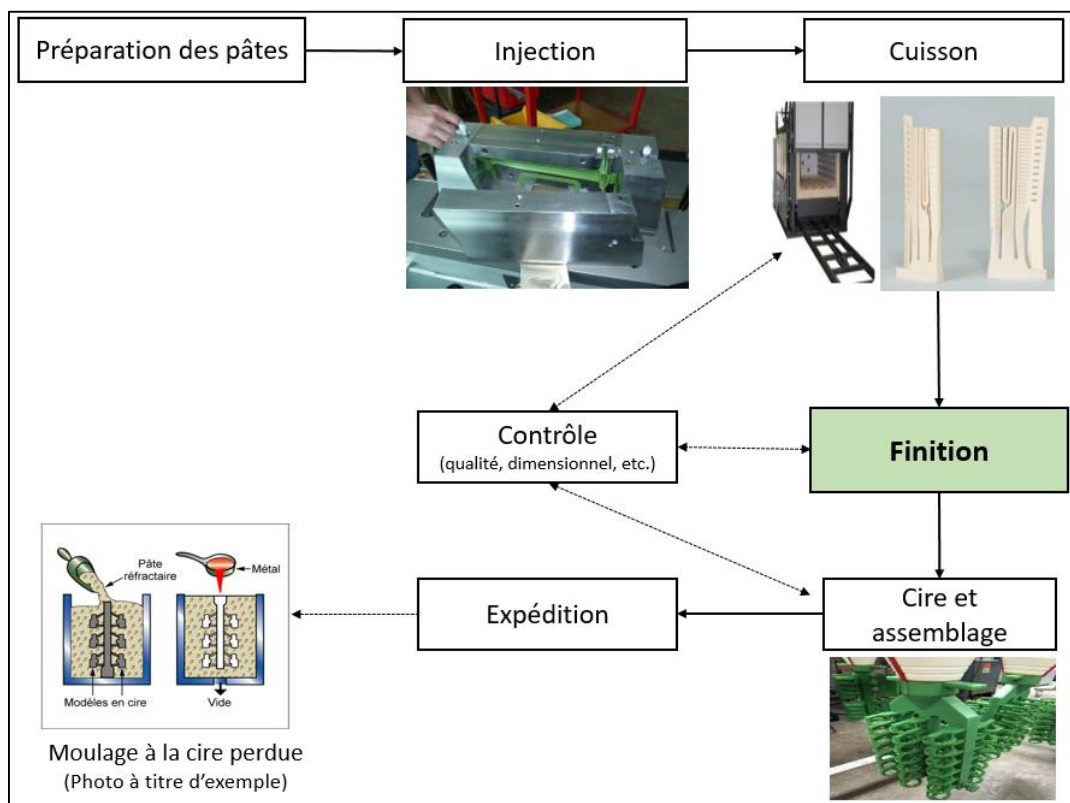 Préparation des pâtes
Injection
Cuisson
Contrôle
(qualité, dimensionnel, etc.)
Finition
Pâte
réfractaire
Métal
Modèles en cire
Vide
Expédition
Cire et
assemblage
Moulage à la cire perdue
(Photo à titre d’exemple)